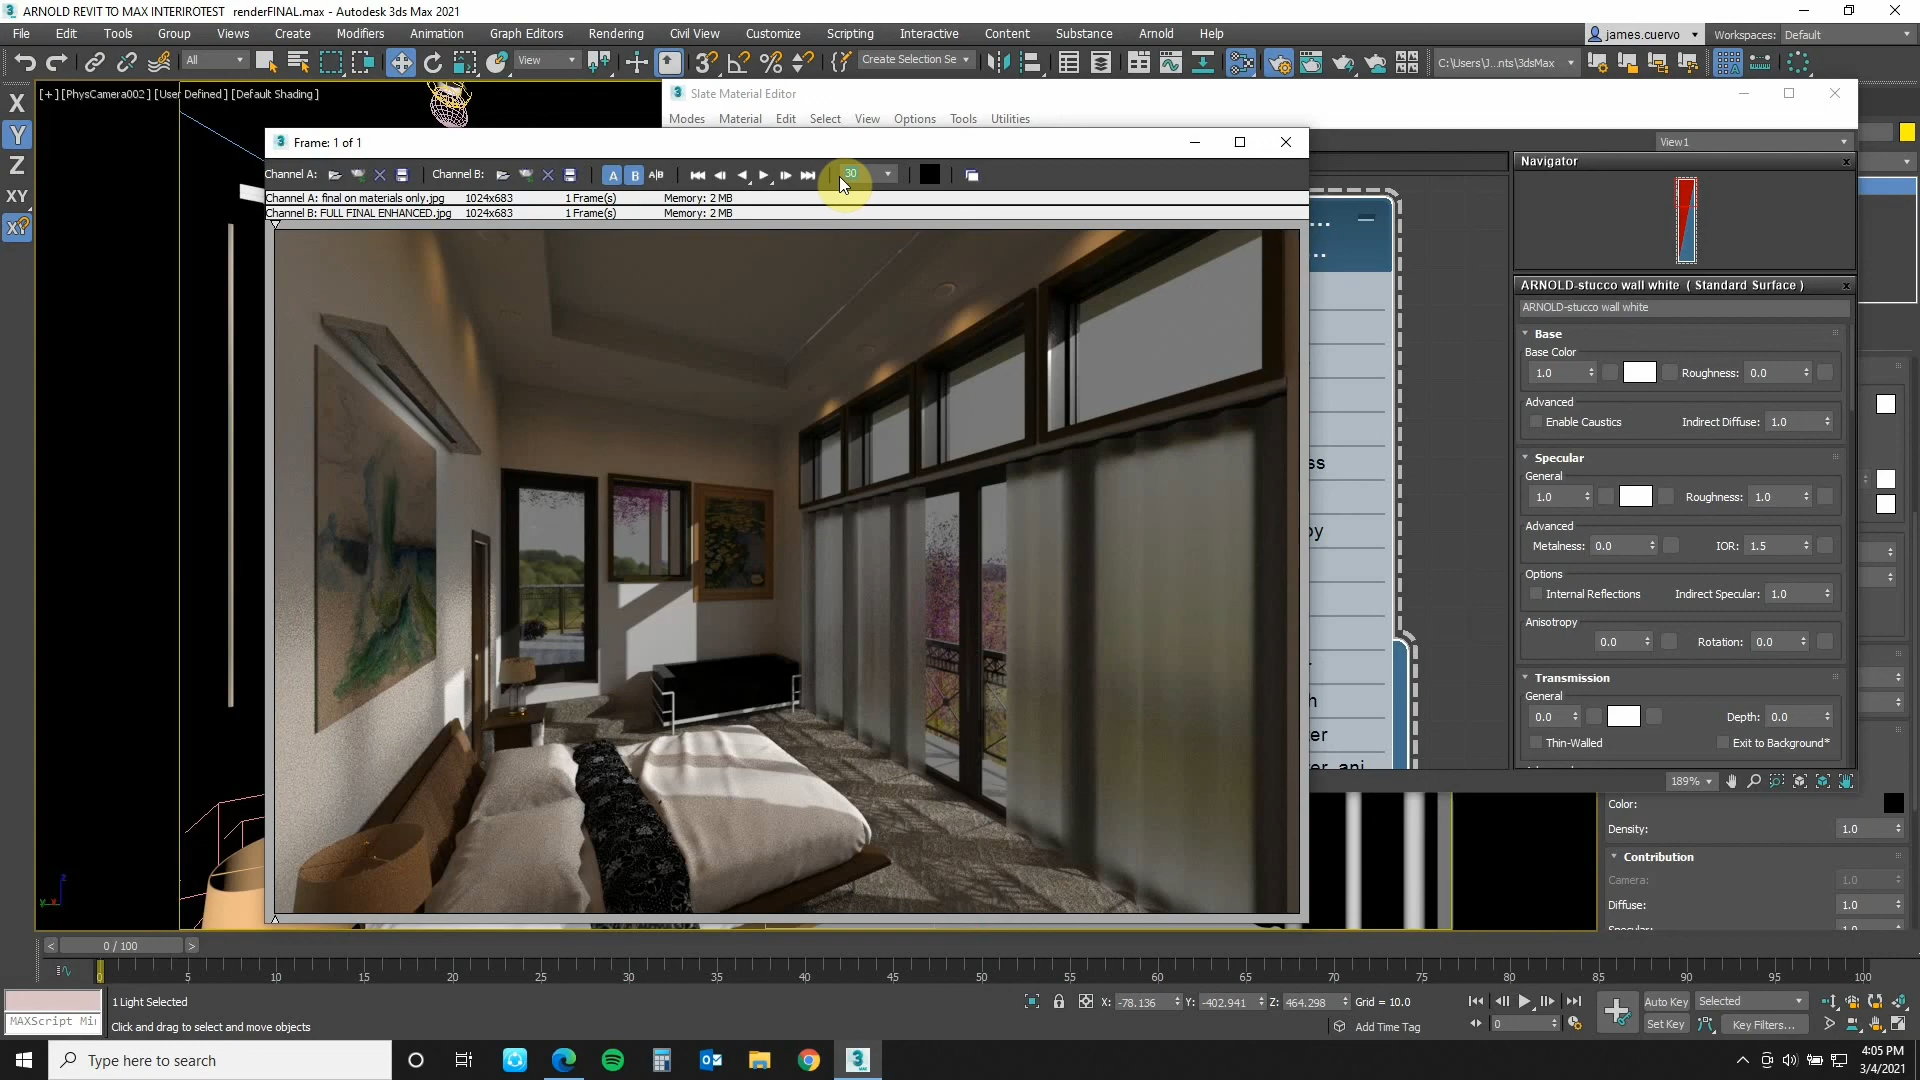 ARNOLD REVIT TO MAX INTERIROTEST   renderFINAL.max - Autodesk 3ds Max 2021
File Edit Tools Group Views Create Modifiers Animation Graph Editors Rendering Civil View Customize Scripting Interactive Content Substance Arnold Help
james.cuervo Workspaces: Default
All View Create Selection Se C:\Users\J...nts\3dsMax
X
Y
Z
XY
[+] [PhysCamera002] [User Defined] [Default Shading]
Slate Material Editor
Modes Material Edit Select View Options Tools Utilities
View1
Frame: 1 of 1
Channel A: Channel B: A B A|B 30
Channel A: final on materials only.jpg 1024x683 1 Frame(s) Memory: 2 MB
Channel B: FULL FINAL ENHANCED.jpg 1024x683 1 Frame(s) Memory: 2 MB
Navigator
...
...
ss
by
r
h
er
er_ani
ARNOLD-stucco wall white ( Standard Surface )
ARNOLD-stucco wall white
Base
Base Color
1.0 Roughness: 0.0
Advanced
Enable Caustics Indirect Diffuse: 1.0
Specular
General
1.0 Roughness: 1.0
Advanced
Metalness: 0.0 IOR: 1.5
Options
Internal Reflections Indirect Specular: 1.0
Anisotropy
0.0 Rotation: 0.0
Transmission
General
0.0 Depth: 0.0
Thin-Walled Exit to Background*
189%
Color:
Density: 1.0
Contribution
Camera: 1.0
Diffuse: 1.0
z
< 0 / 100 >
0 5 10 15 20 25 30 35 40 45 50 55 60 65 70 75 80 85 90 95 100
1 Light Selected
X: -78.136 Y: -402.941 Z: 464.298 Grid = 10.0
Auto Key Selected
MAXScript Mi
Click and drag to select and move objects
Add Time Tag
0
Set Key Key Filters...
Type here to search
4:05 PM
3/4/2021